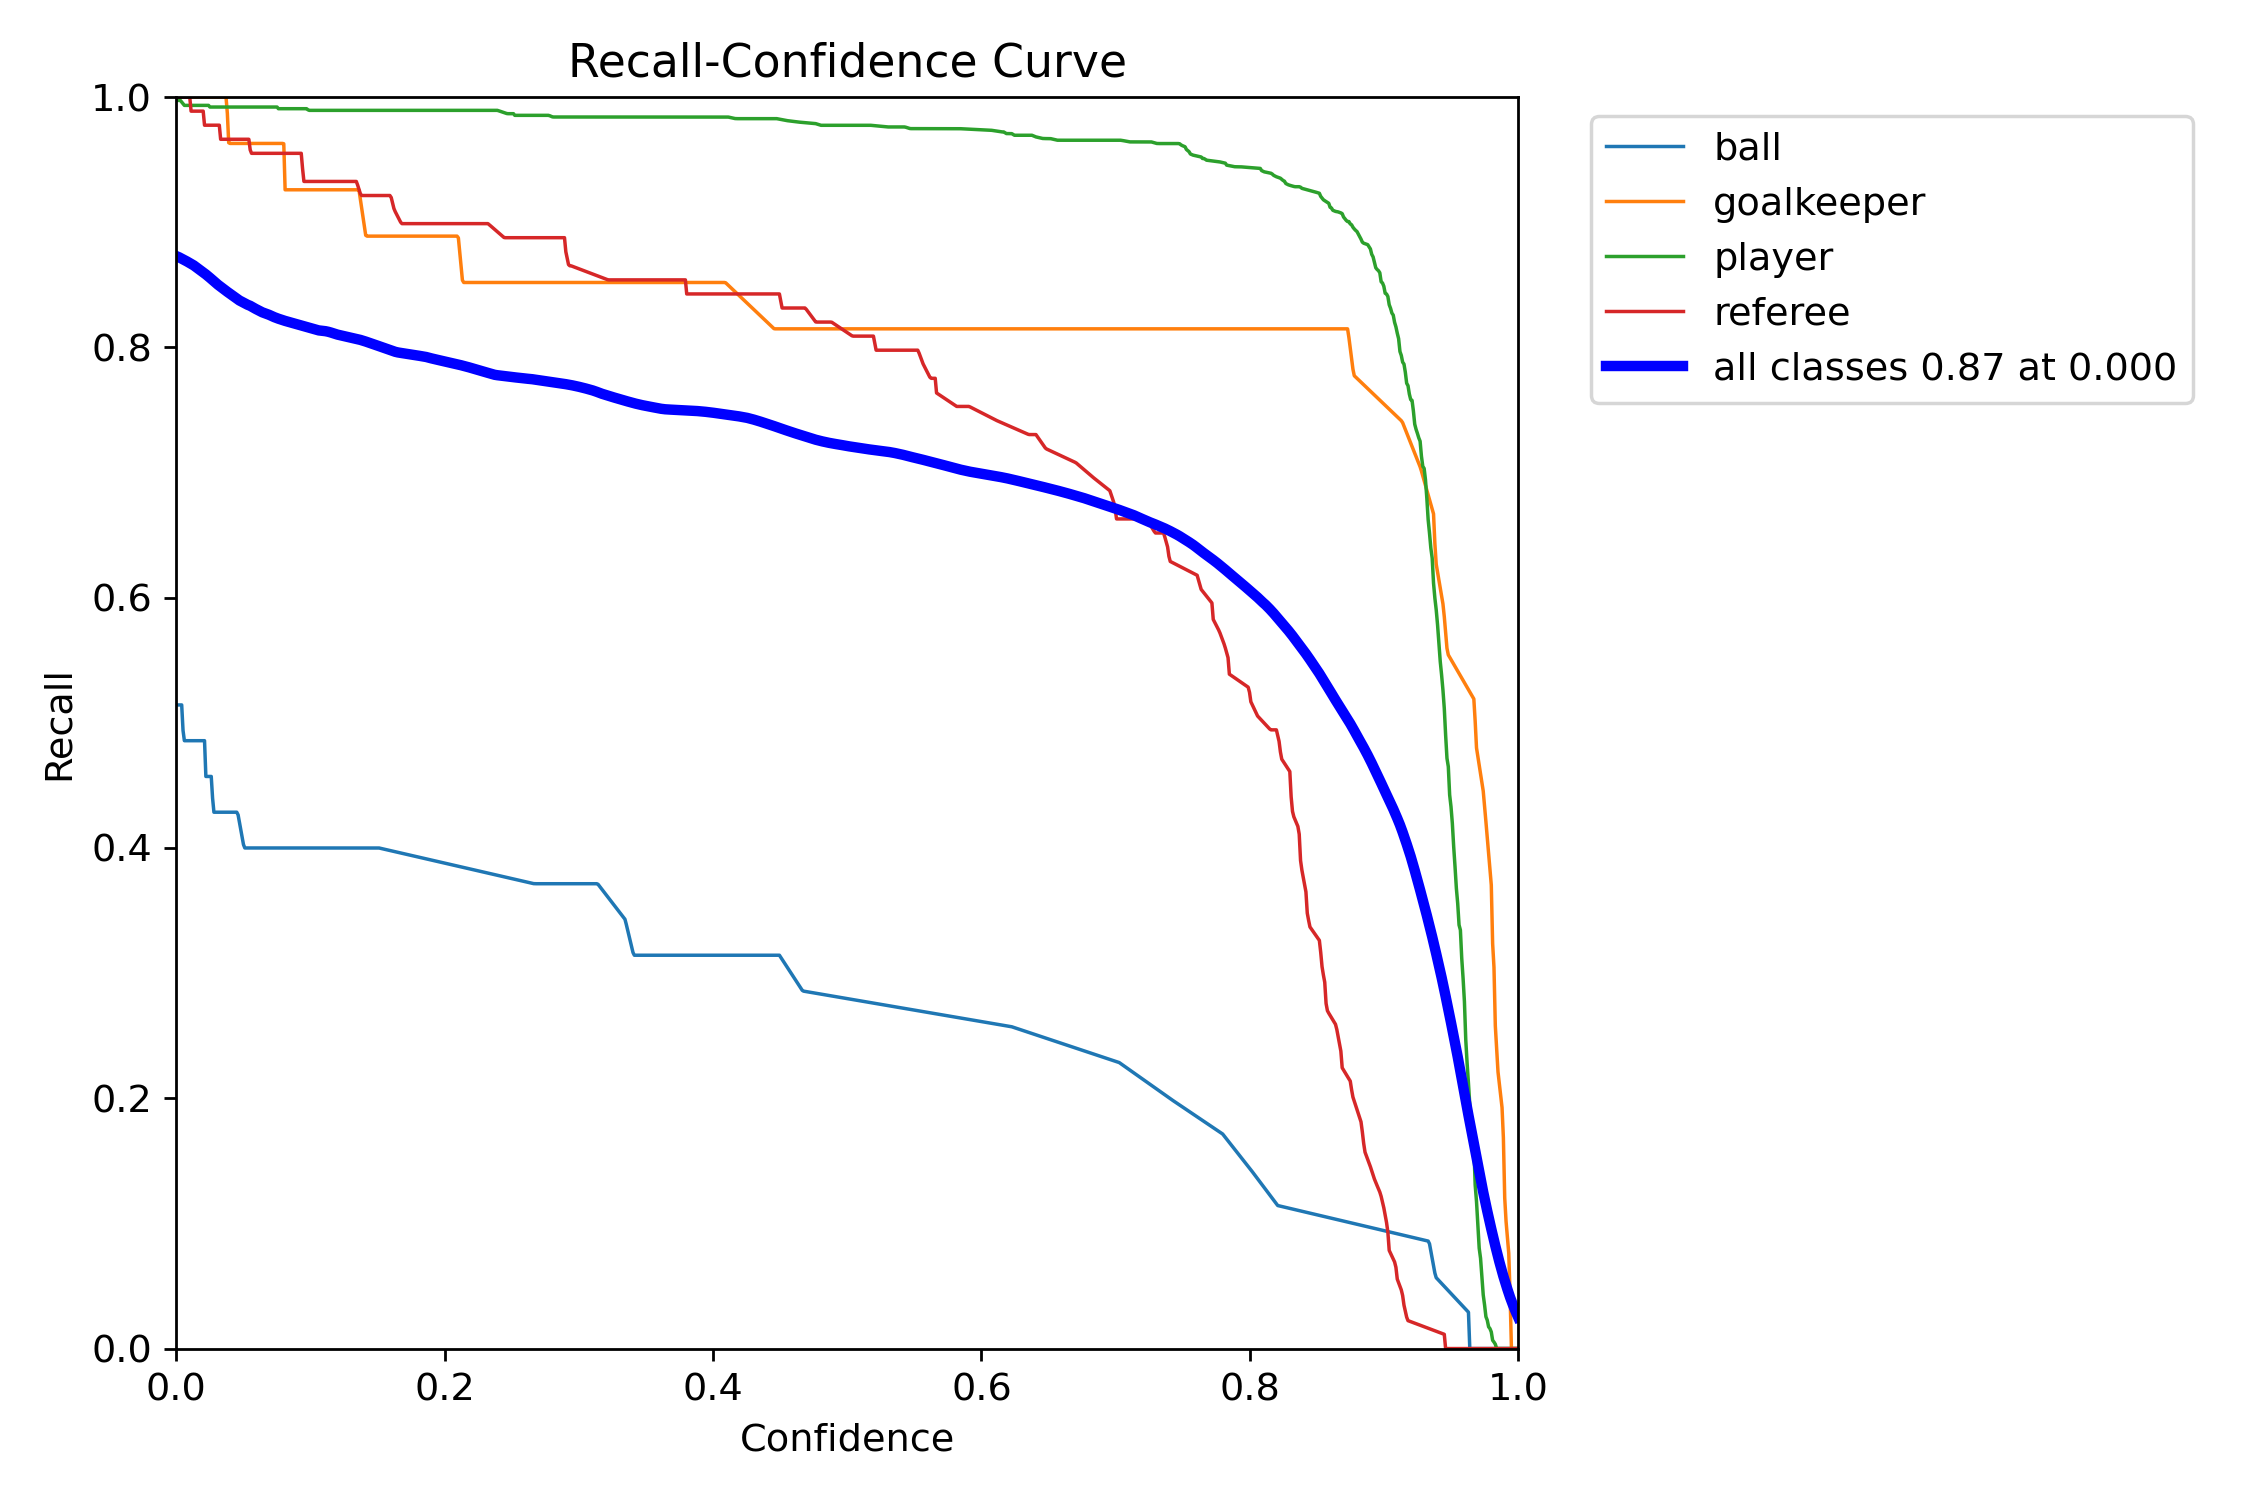 Recall-Confidence Curve
1.0
0.8
0.6
0.4
0.2
0.0
Recall
0.0 0.2 0.4 0.6 0.8 1.0
Confidence
ball
goalkeeper
player
referee
all classes 0.87 at 0.000